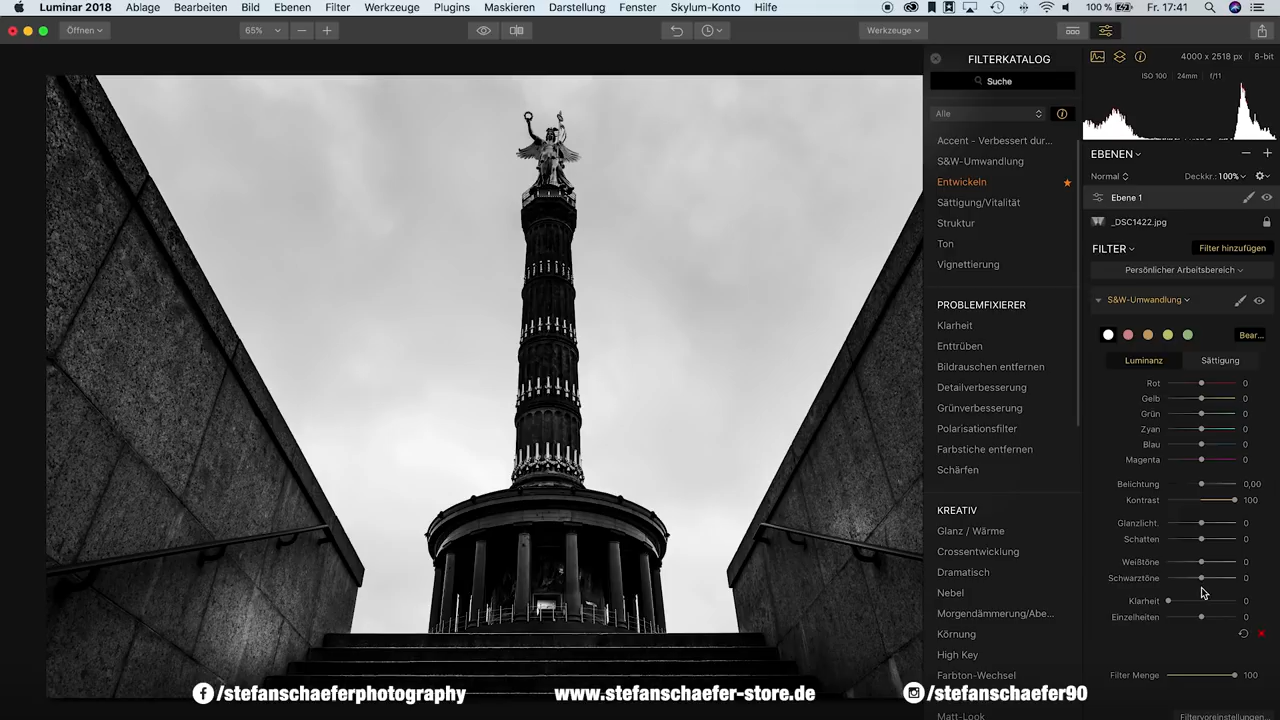 Luminar 2018 Ablage Bearbeiten Bild Ebenen Filter Werkzeuge Plugins Maskieren Darstellung Fenster Skylum-Konto Hilfe 100 % Fr. 17:41
Öffnen 65% Werkzeuge
FILTERKATALOG
Suche
Alle
Accent - Verbessert dur...
S&W-Umwandlung
Entwickeln
Sättigung/Vitalität
Struktur
Ton
Vignettierung
PROBLEMFIXIERER
Klarheit
Enttrüben
Bildrauschen entfernen
Detailverbesserung
Grünverbesserung
Polarisationsfilter
Farbstiche entfernen
Schärfen
KREATIV
Glanz / Wärme
Crossentwicklung
Dramatisch
Nebel
Morgendämmerung/Abe...
Körnung
High Key
Farbton-Wechsel
Matt-Look
4000 x 2518 px 8-bit
ISO 100 24mm f/11
EBENEN
Normal Deckkr.: 100%
Ebene 1
_DSC1422.jpg
FILTER Filter hinzufügen
Persönlicher Arbeitsbereich
S&W-Umwandlung
Bear...
Luminanz Sättigung
Rot 0
Gelb 0
Grün 0
Zyan 0
Blau 0
Magenta 0
Belichtung 0,00
Kontrast 100
Glanzlicht. 0
Schatten 0
Weißtöne 0
Schwarztöne 0
Klarheit 0
Einzelheiten 0
Filter Menge 100
Filtervoreinstellungen...
/stefanschaeferphotography www.stefanschaefer-store.de /stefanschaefer90